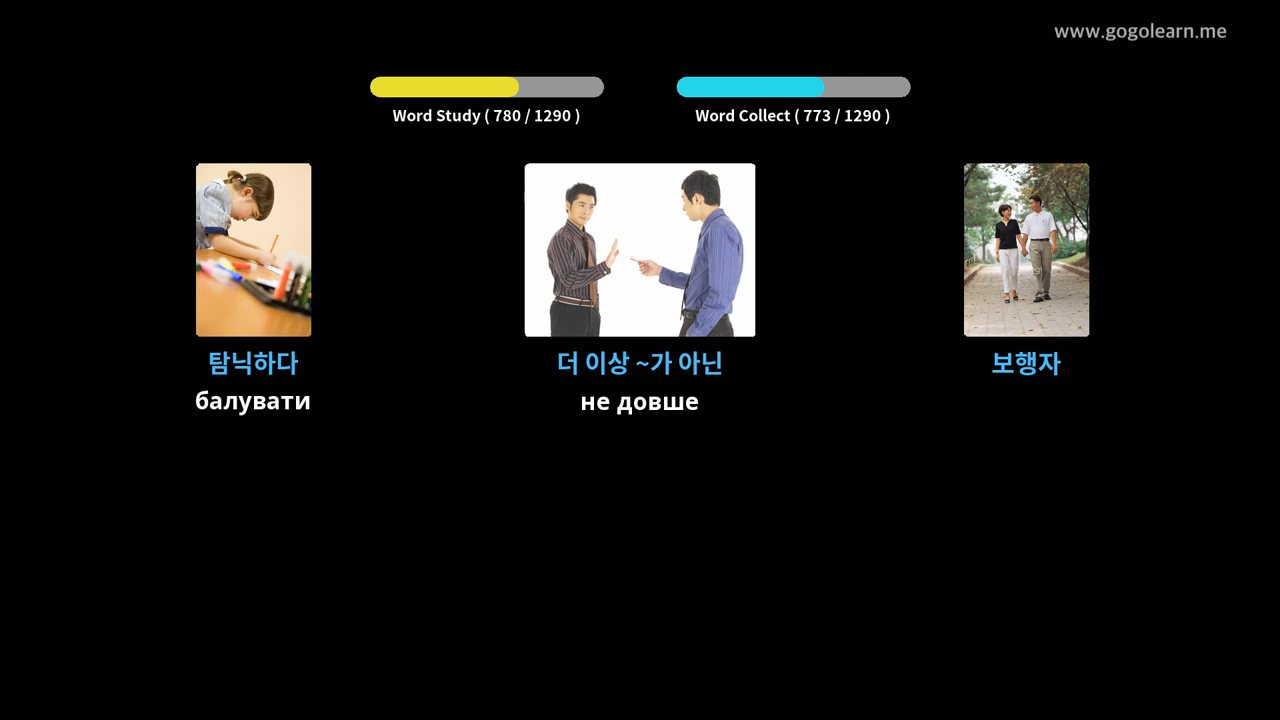 www.gogolearn.me
Word Study ( 780 / 1290 )
Word Collect ( 773 / 1290 )
탐닉하다
더 이상 ~가 아닌
보행자
балувати
не довше